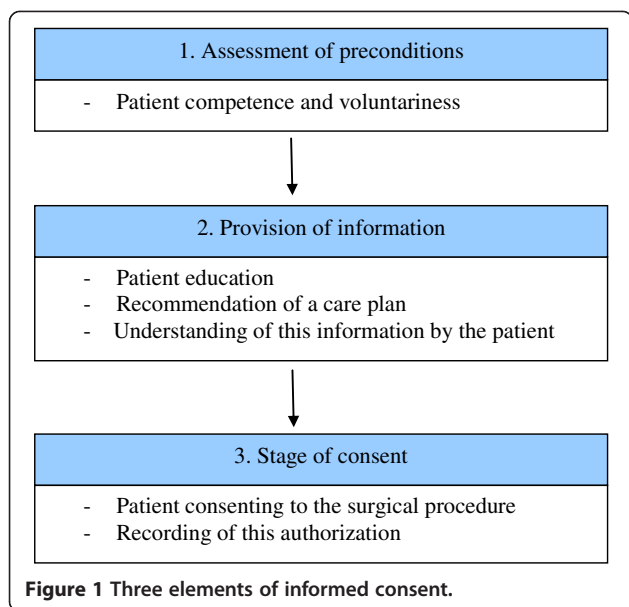 1. Assessment of preconditions
- Patient competence and voluntariness
2. Provision of information
- Patient education
- Recommendation of a care plan
- Understanding of this information by the patient
3. Stage of consent
- Patient consenting to the surgical procedure
- Recording of this authorization
Figure 1 Three elements of informed consent.